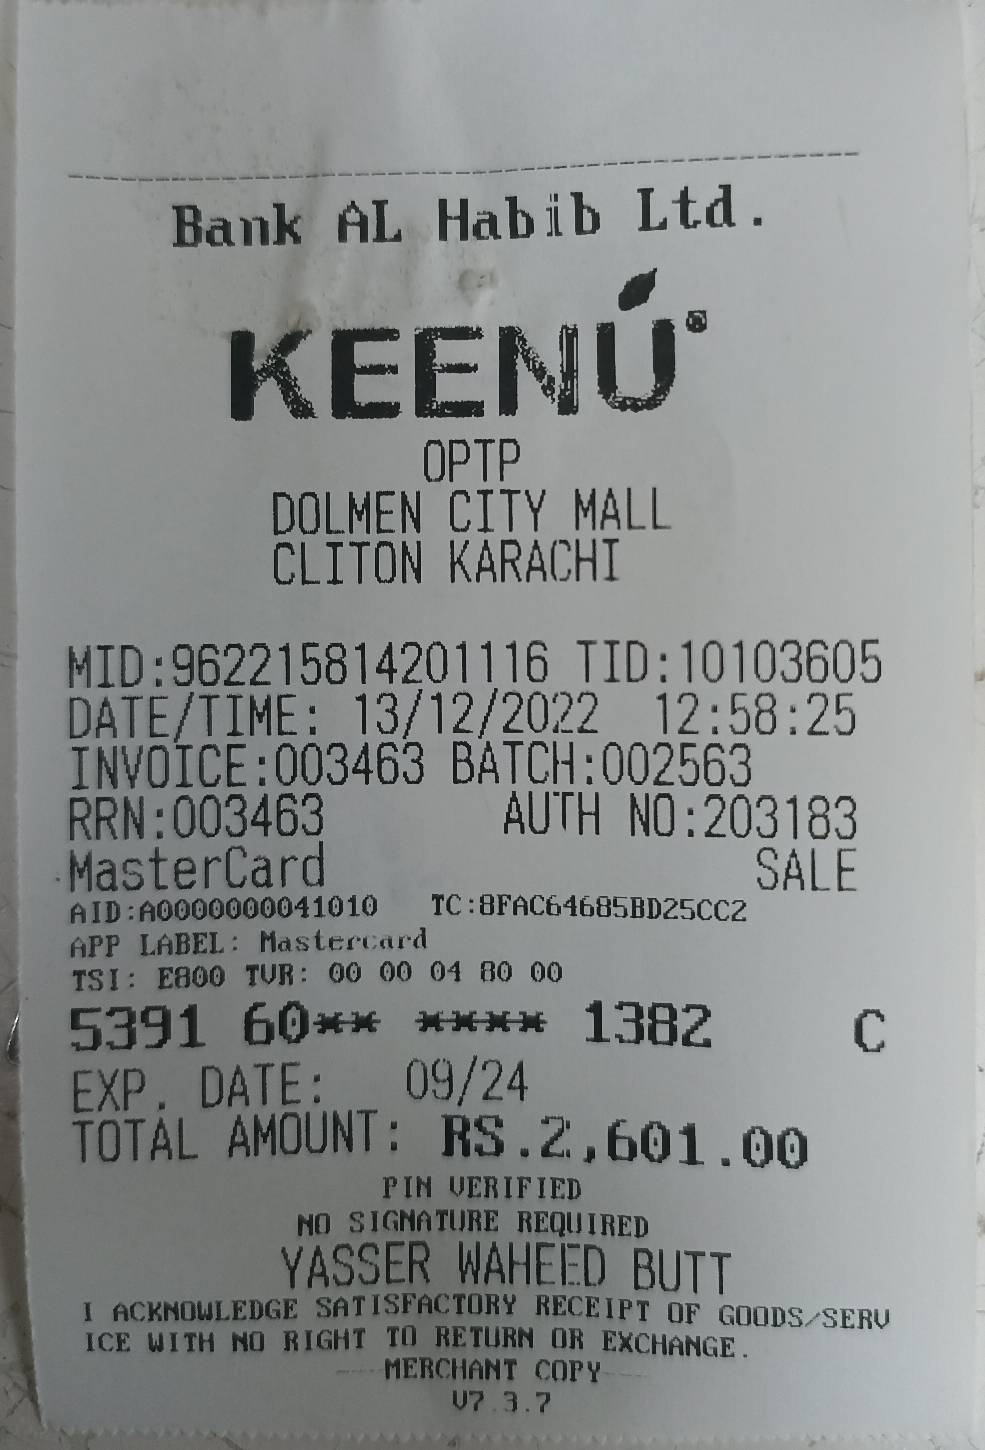 Bank AL Habib Ltd.
KEENÚ®
OPTP
DOLMEN CITY MALL
CLITON KARACHI
MID:962215814201116 TID:10103605
DATE/TIME: 13/12/2022 12:58:25
INVOICE:003463 BATCH:002563
RRN:003463 AUTH NO:203183
MasterCard SALE
AID:A0000000041010 TC:8FAC64685BD25CC2
APP LABEL: Mastercard
TSI: E800 TVR: 00 00 04 80 00
5391 60** **** 1382 C
EXP. DATE: 09/24
TOTAL AMOUNT: RS.2,601.00
PIN VERIFIED
NO SIGNATURE REQUIRED
YASSER WAHEED BUTT
I ACKNOWLEDGE SATISFACTORY RECEIPT OF GOODS/SERV
ICE WITH NO RIGHT TO RETURN OR EXCHANGE.
----MERCHANT COPY----
V7.3.7